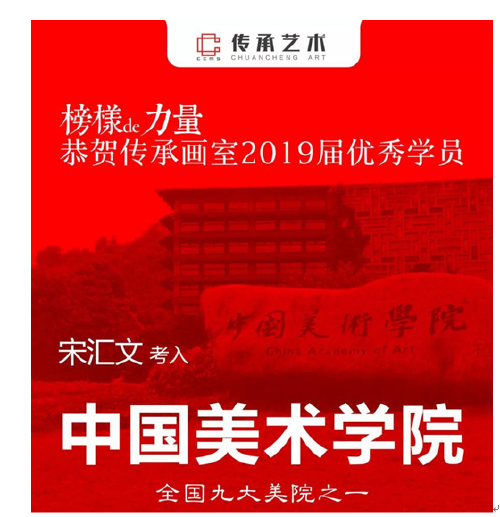 传承艺术
CCMS
CHUANCHENG ART
榜樣de力量
恭贺传承画室2019届优秀学员
中国美術學院
China Academy of Art
宋汇文 考入
中国美术学院
全国九大美院之一